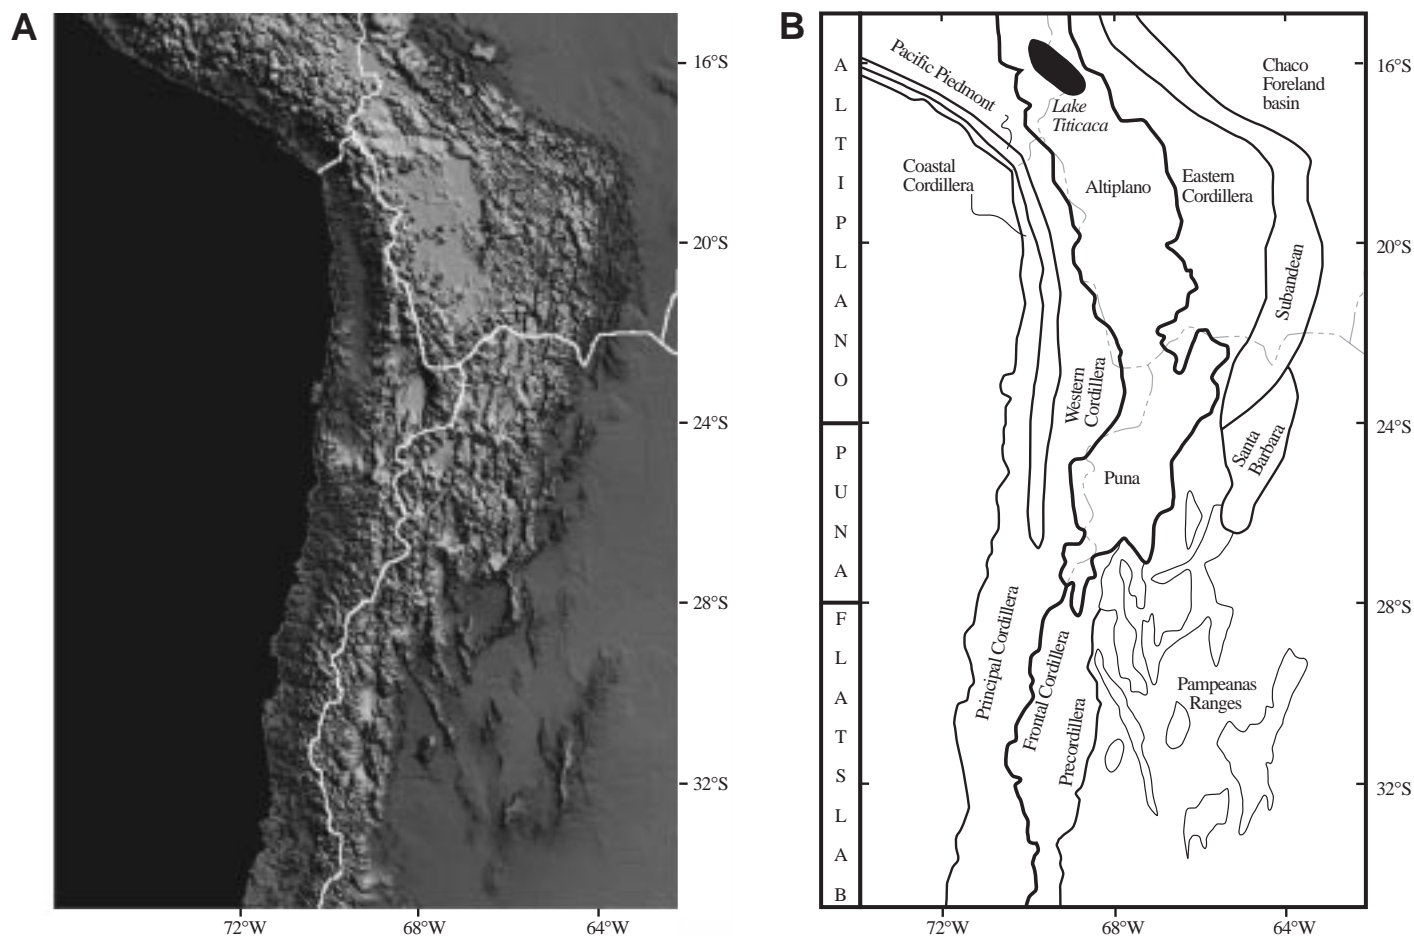 A
16°S
20°S
24°S
28°S
32°S
72°W
68°W
64°W
B
A
L
T
I
P
L
A
N
O
P
U
N
A
F
L
A
T
S
L
A
B
Pacific Piedmont
Lake
Titicaca
Chaco
Foreland
basin
Coastal
Cordillera
Altiplano
Eastern
Cordillera
Subandean
Western
Cordillera
Santa
Barbara
Puna
Principal Cordillera
Frontal Cordillera
Precordillera
Pampeanas
Ranges
16°S
20°S
24°S
28°S
32°S
72°W
68°W
64°W